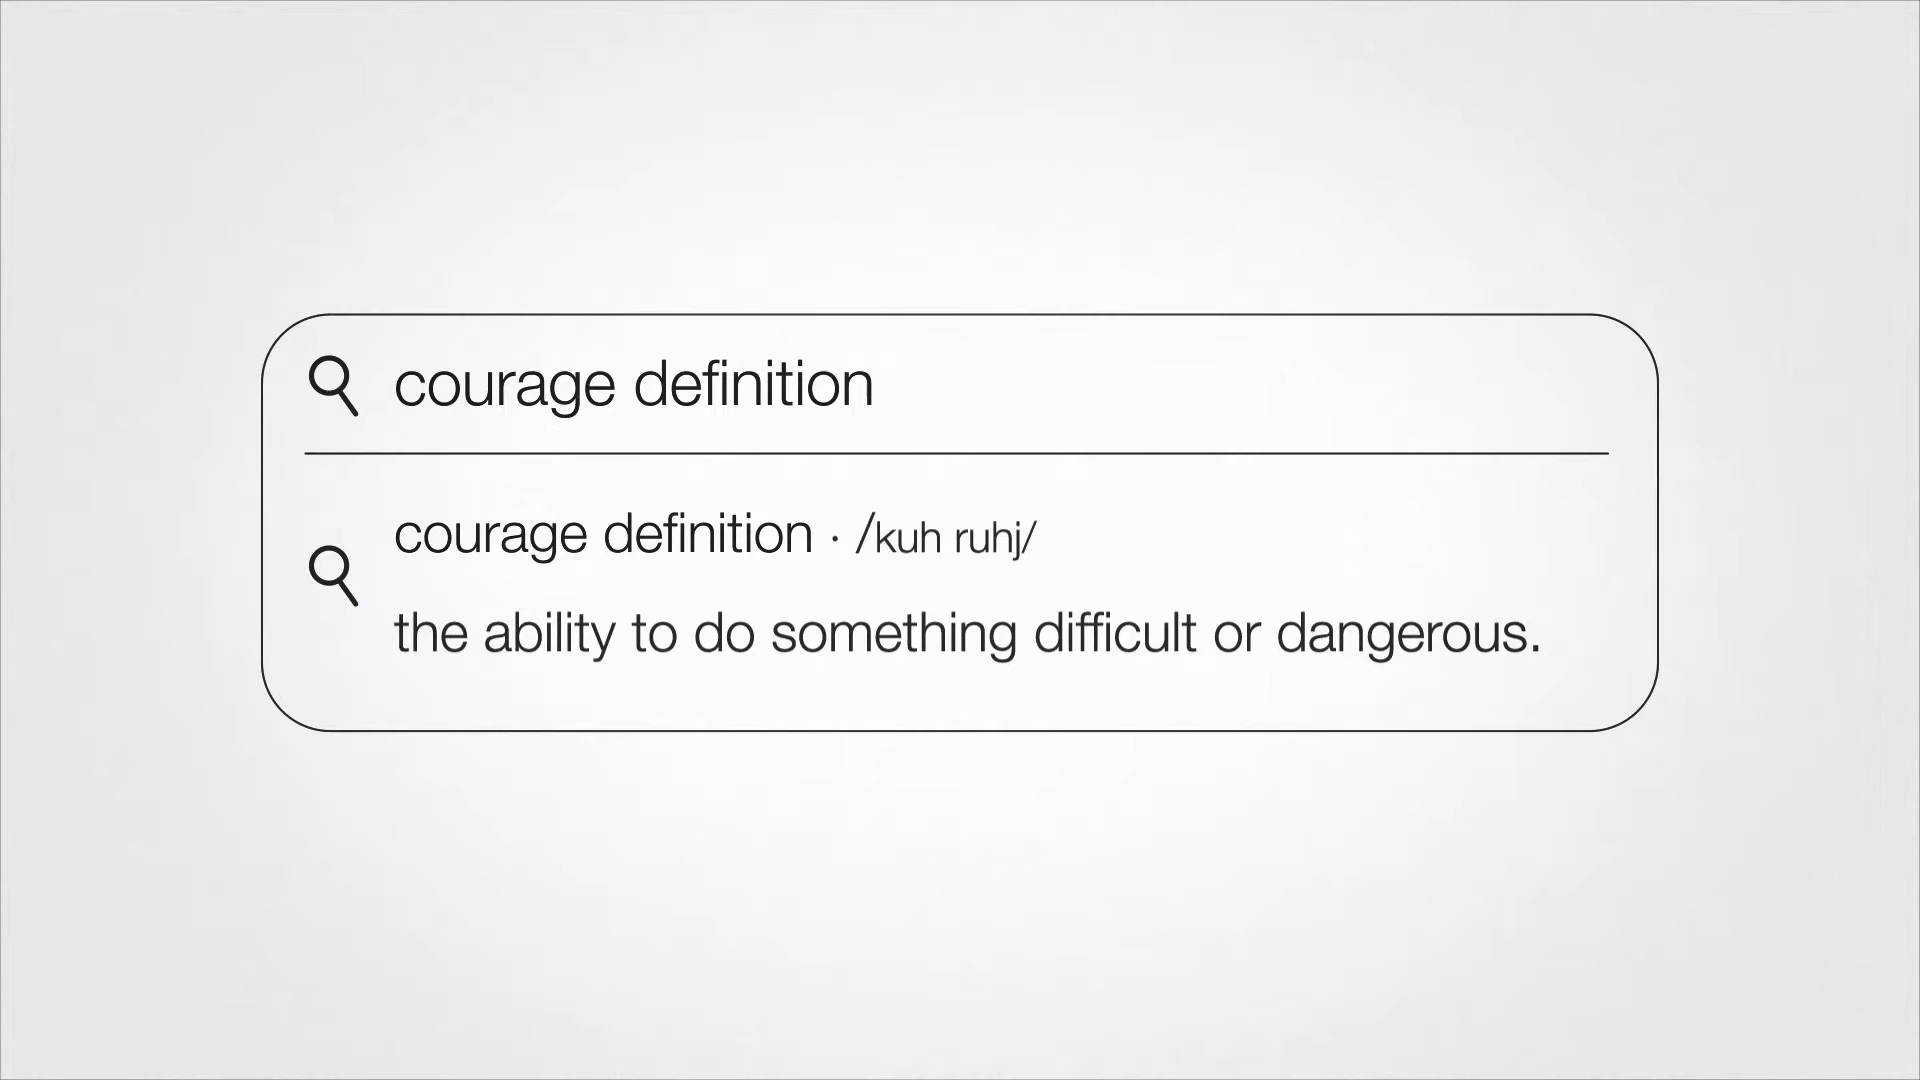 courage definition
courage definition · /kuh ruhj/
the ability to do something difficult or dangerous.